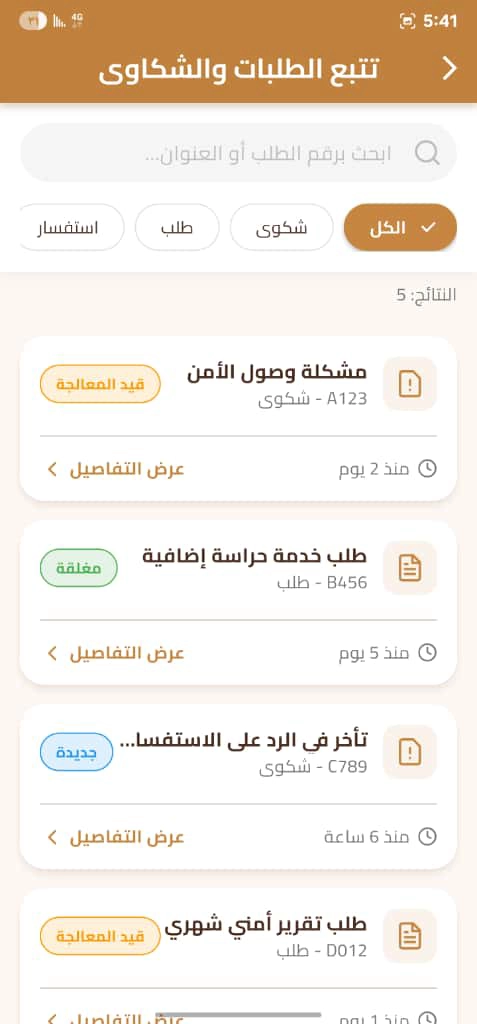 5:41
4G
٣١
تتبع الطلبات والشكاوى
ابحث برقم الطلب أو العنوان...
الكل
شكوى
طلب
استفسار
النتائج: 5
مشكلة وصول الأمن
قيد المعالجة
A123 - شكوى
منذ 2 يوم
عرض التفاصيل
طلب خدمة حراسة إضافية
مغلقة
B456 - طلب
منذ 5 يوم
عرض التفاصيل
تأخر في الرد على الاستفسا...
جديدة
C789 - شكوى
منذ 6 ساعة
عرض التفاصيل
طلب تقرير أمني شهري
قيد المعالجة
D012 - طلب
منذ 1 يوم
عرض التفاصيل